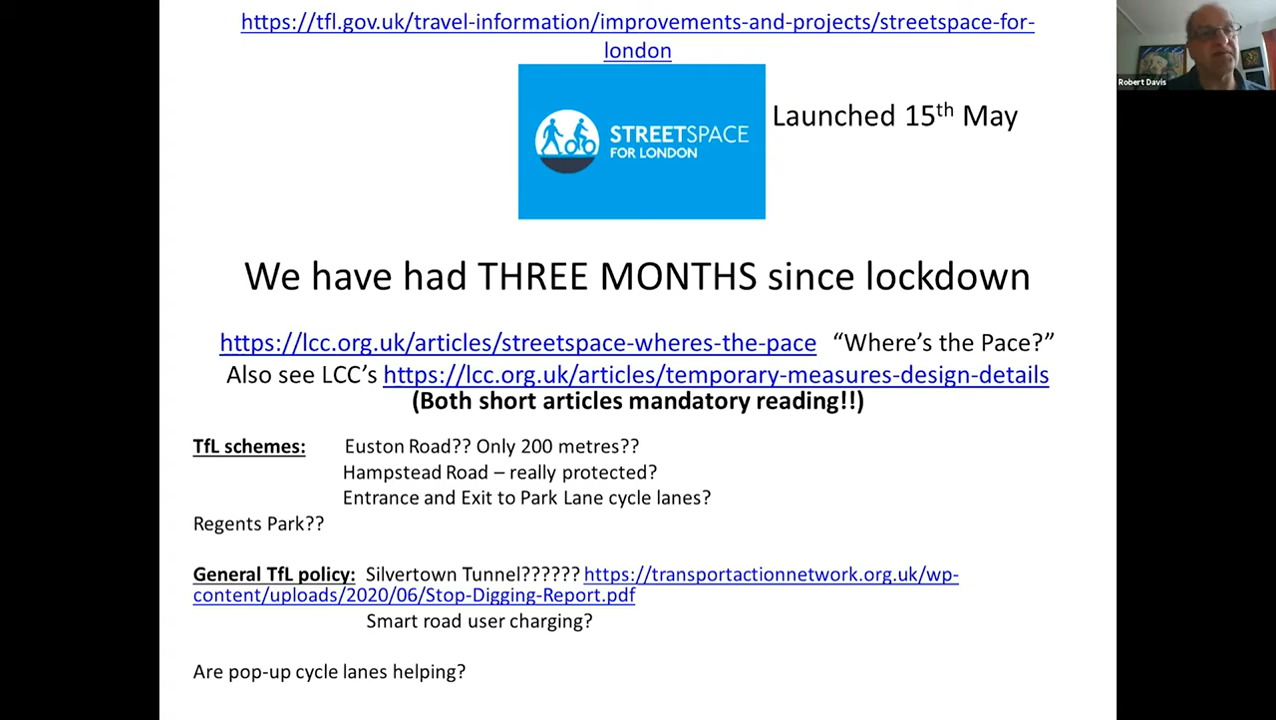 https://tfl.gov.uk/travel-information/improvements-and-projects/streetspace-for-
london
Robert Davis
STREETSPACE
FOR LONDON
Launched 15th May
We have had THREE MONTHS since lockdown
https://lcc.org.uk/articles/streetspace-wheres-the-pace “Where’s the Pace?”
Also see LCC’s https://lcc.org.uk/articles/temporary-measures-design-details
(Both short articles mandatory reading!!)
TfL schemes: Euston Road?? Only 200 metres??
Hampstead Road – really protected?
Entrance and Exit to Park Lane cycle lanes?
Regents Park??
General TfL policy: Silvertown Tunnel?????? https://transportactionnetwork.org.uk/wp-
content/uploads/2020/06/Stop-Digging-Report.pdf
Smart road user charging?
Are pop-up cycle lanes helping?